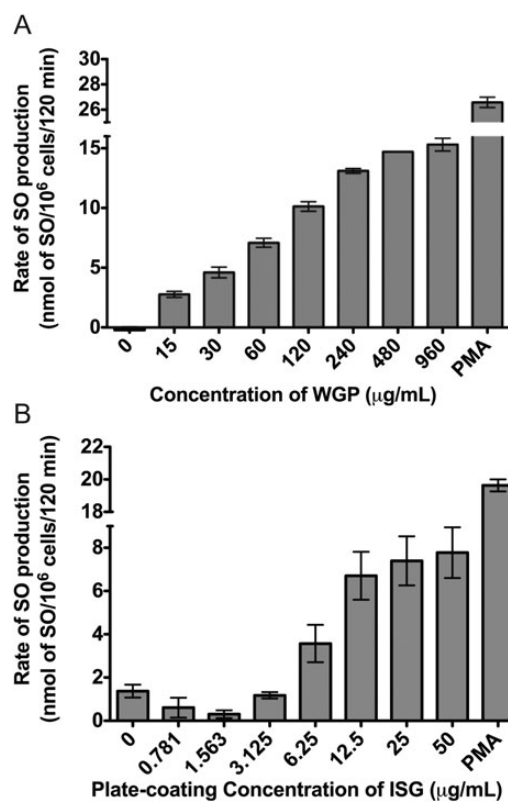 A
Rate of SO production
(nmol of SO/10⁶ cells/120 min)
30
28
26
24
15
10
5
0
0 15 30 60 120 240 480 960 PMA
Concentration of WGP (μg/mL)
B
Rate of SO production
(nmol of SO/10⁶ cells/120 min)
22
20
18
16
8
6
4
2
0
0 0.781 1.563 3.125 6.25 12.5 25 50 PMA
Plate-coating Concentration of ISG (μg/mL)